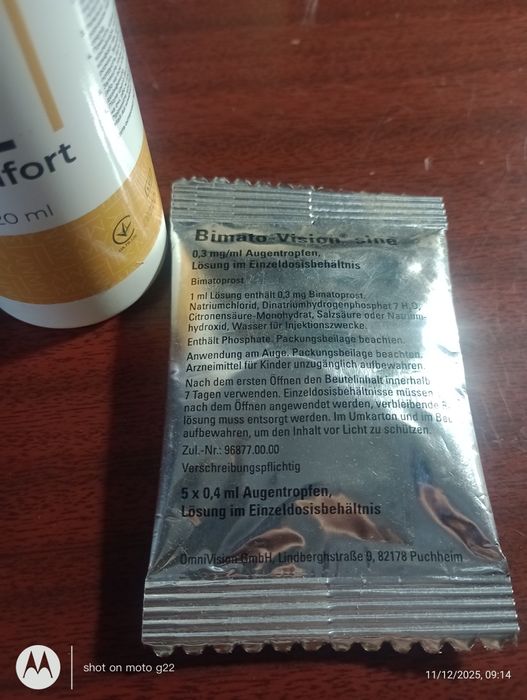 fort
20 ml
Bimato-Vision® sine
0,3 mg/ml Augentropfen,
Lösung im Einzeldosisbehältnis
Bimatoprost
1 ml Lösung enthält 0,3 mg Bimatoprost,
Natriumchlorid, Dinatriumhydrogenphosphat 7 H₂O,
Citronensäure-Monohydrat, Salzsäure oder Natrium-
hydroxid, Wasser für Injektionszwecke.
Enthält Phosphate. Packungsbeilage beachten.
Anwendung am Auge. Packungsbeilage beachten.
Arzneimittel für Kinder unzugänglich aufbewahren.
Nach dem ersten Öffnen den Beutelinhalt innerhalb
7 Tagen verwenden. Einzeldosisbehältnisse müssen
nach dem Öffnen angewendet werden, verbleibende
lösung muss entsorgt werden. Im Umkarton und im Beu
aufbewahren, um den Inhalt vor Licht zu schützen.
Zul.-Nr.: 96877.00.00
Verschreibungspflichtig
5 x 0,4 ml Augentropfen,
Lösung im Einzeldosisbehältnis
OmniVision GmbH, Lindberghstraße 9, 82178 Puchheim
shot on moto g22
11/12/2025, 09:14